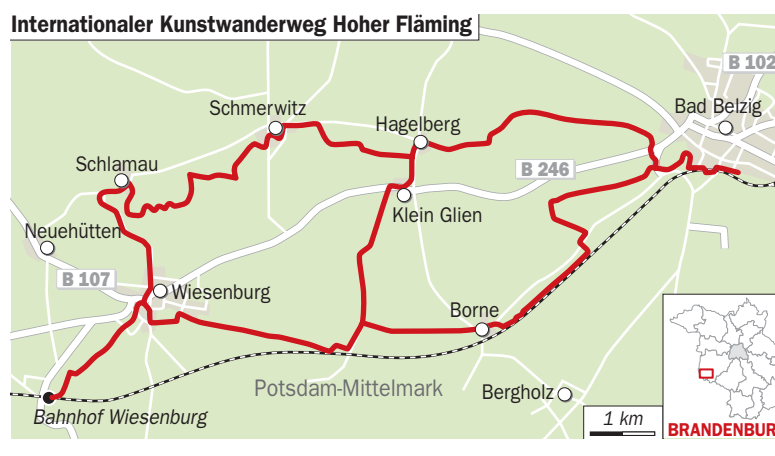 Internationaler Kunstwanderweg Hoher Fläming
B 102
Bad Belzig
Schmerwitz
Hagelberg
Schlamau
B 246
Klein Glien
Neuehütten
B 107
Wiesenburg
Borne
Potsdam-Mittelmark
Bergholz
Bahnhof Wiesenburg
1 km
BRANDENBUR